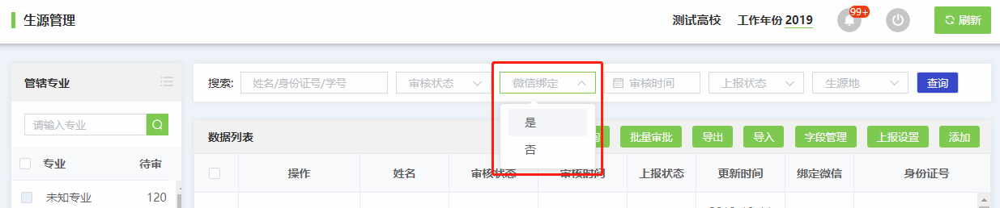 生源管理
测试高校
工作年份 2019
99+
刷新
管辖专业
请输入专业
专业 待审
未知专业 120
搜索:
姓名/身份证号/学号
审核状态
微信绑定
审核时间
上报状态
生源地
查询
是
否
数据列表
批量审批
导出
导入
字段管理
上报设置
添加
操作 姓名 审核状态 审核时间 上报状态 更新时间 绑定微信 身份证号